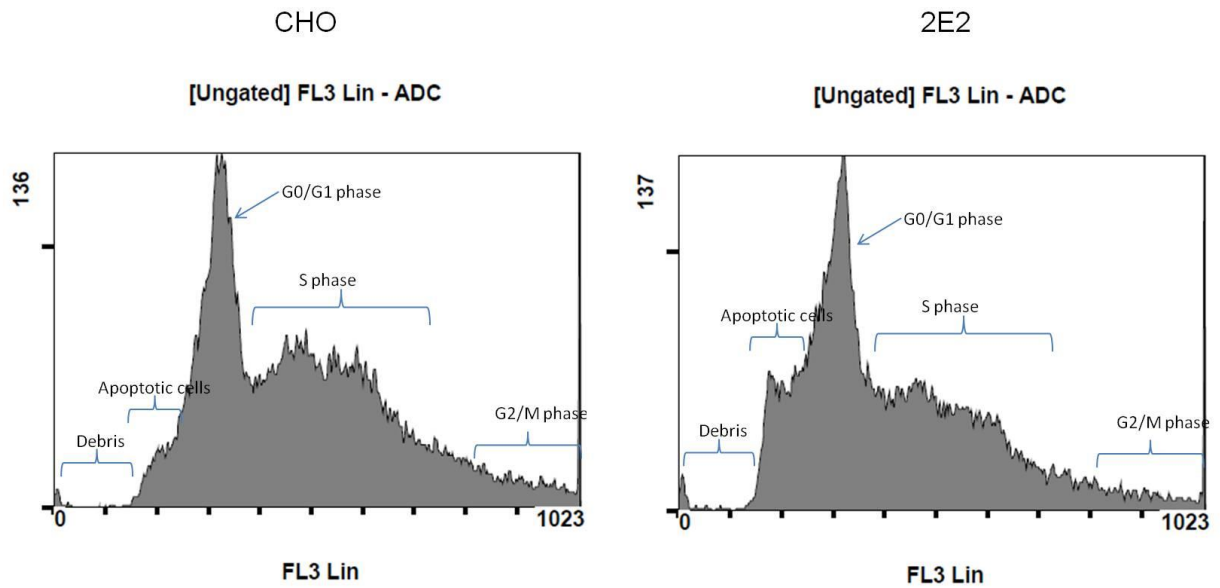 CHO
[Ungated] FL3 Lin - ADC
136
G0/G1 phase
S phase
Apoptotic cells
G2/M phase
Debris
0
1023
FL3 Lin
2E2
[Ungated] FL3 Lin - ADC
137
G0/G1 phase
Apoptotic cells
S phase
G2/M phase
Debris
0
1023
FL3 Lin